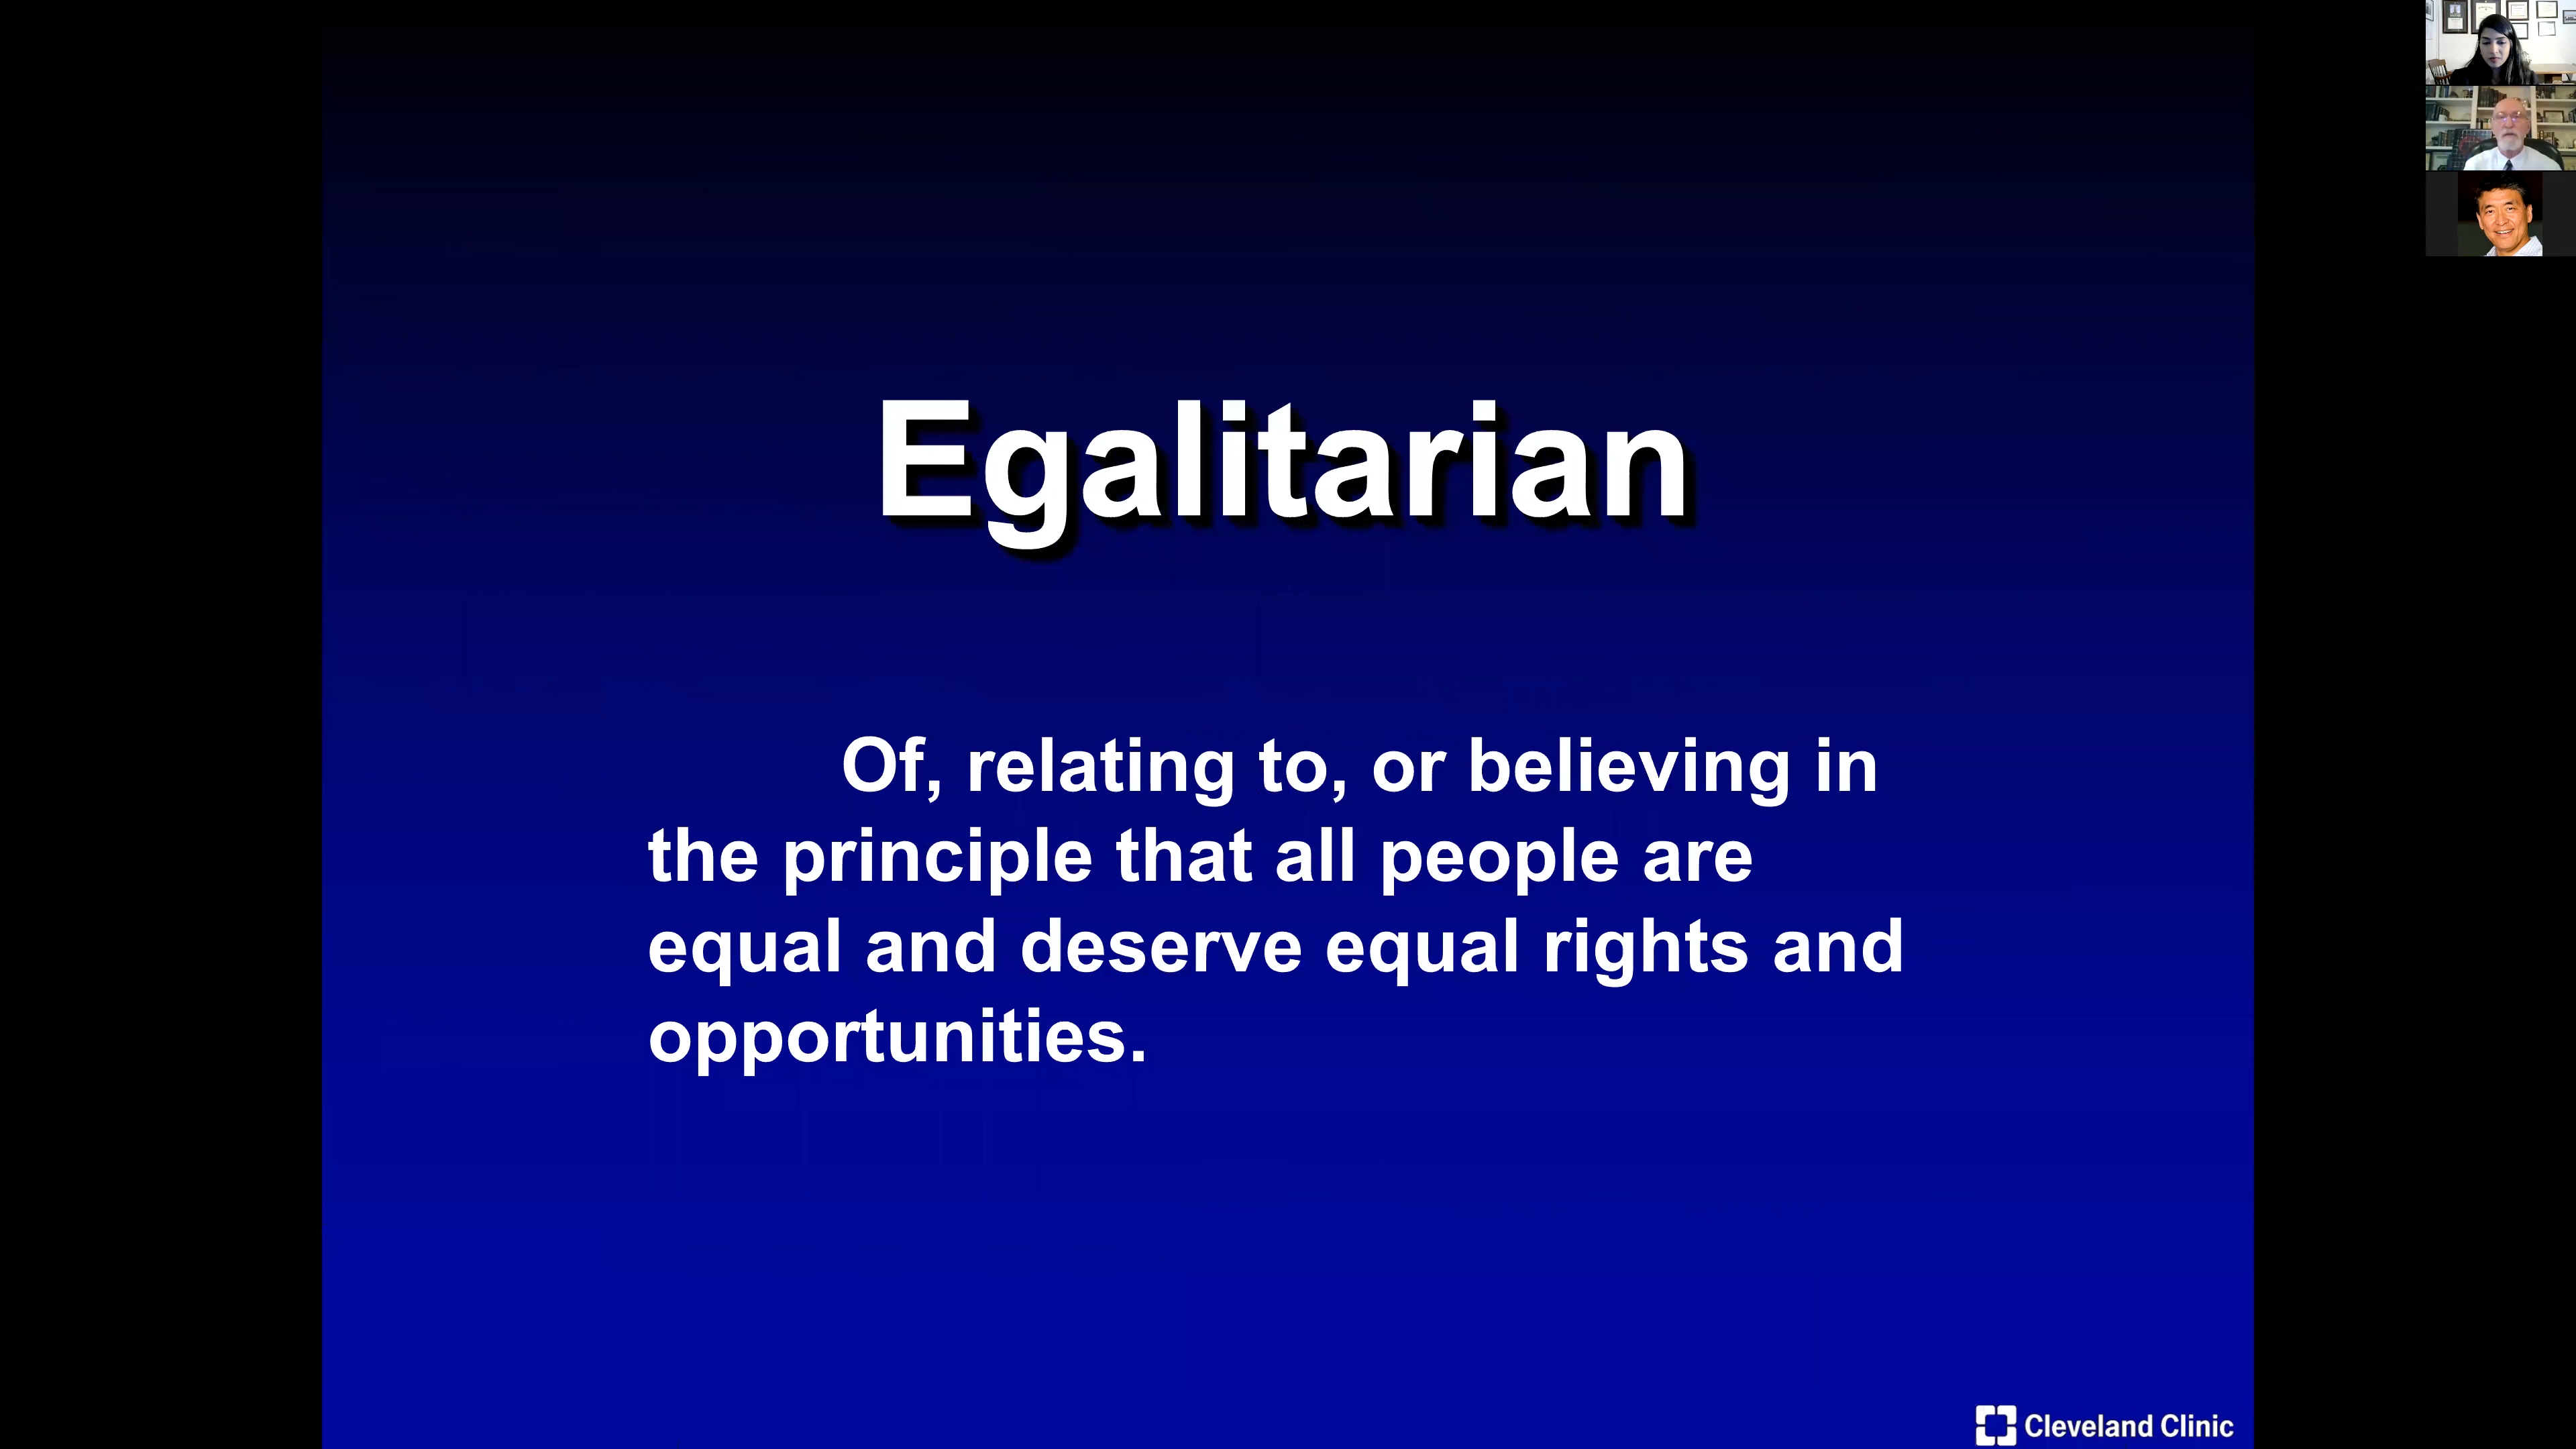 Egalitarian
Of, relating to, or believing in
the principle that all people are
equal and deserve equal rights and
opportunities.
Cleveland Clinic